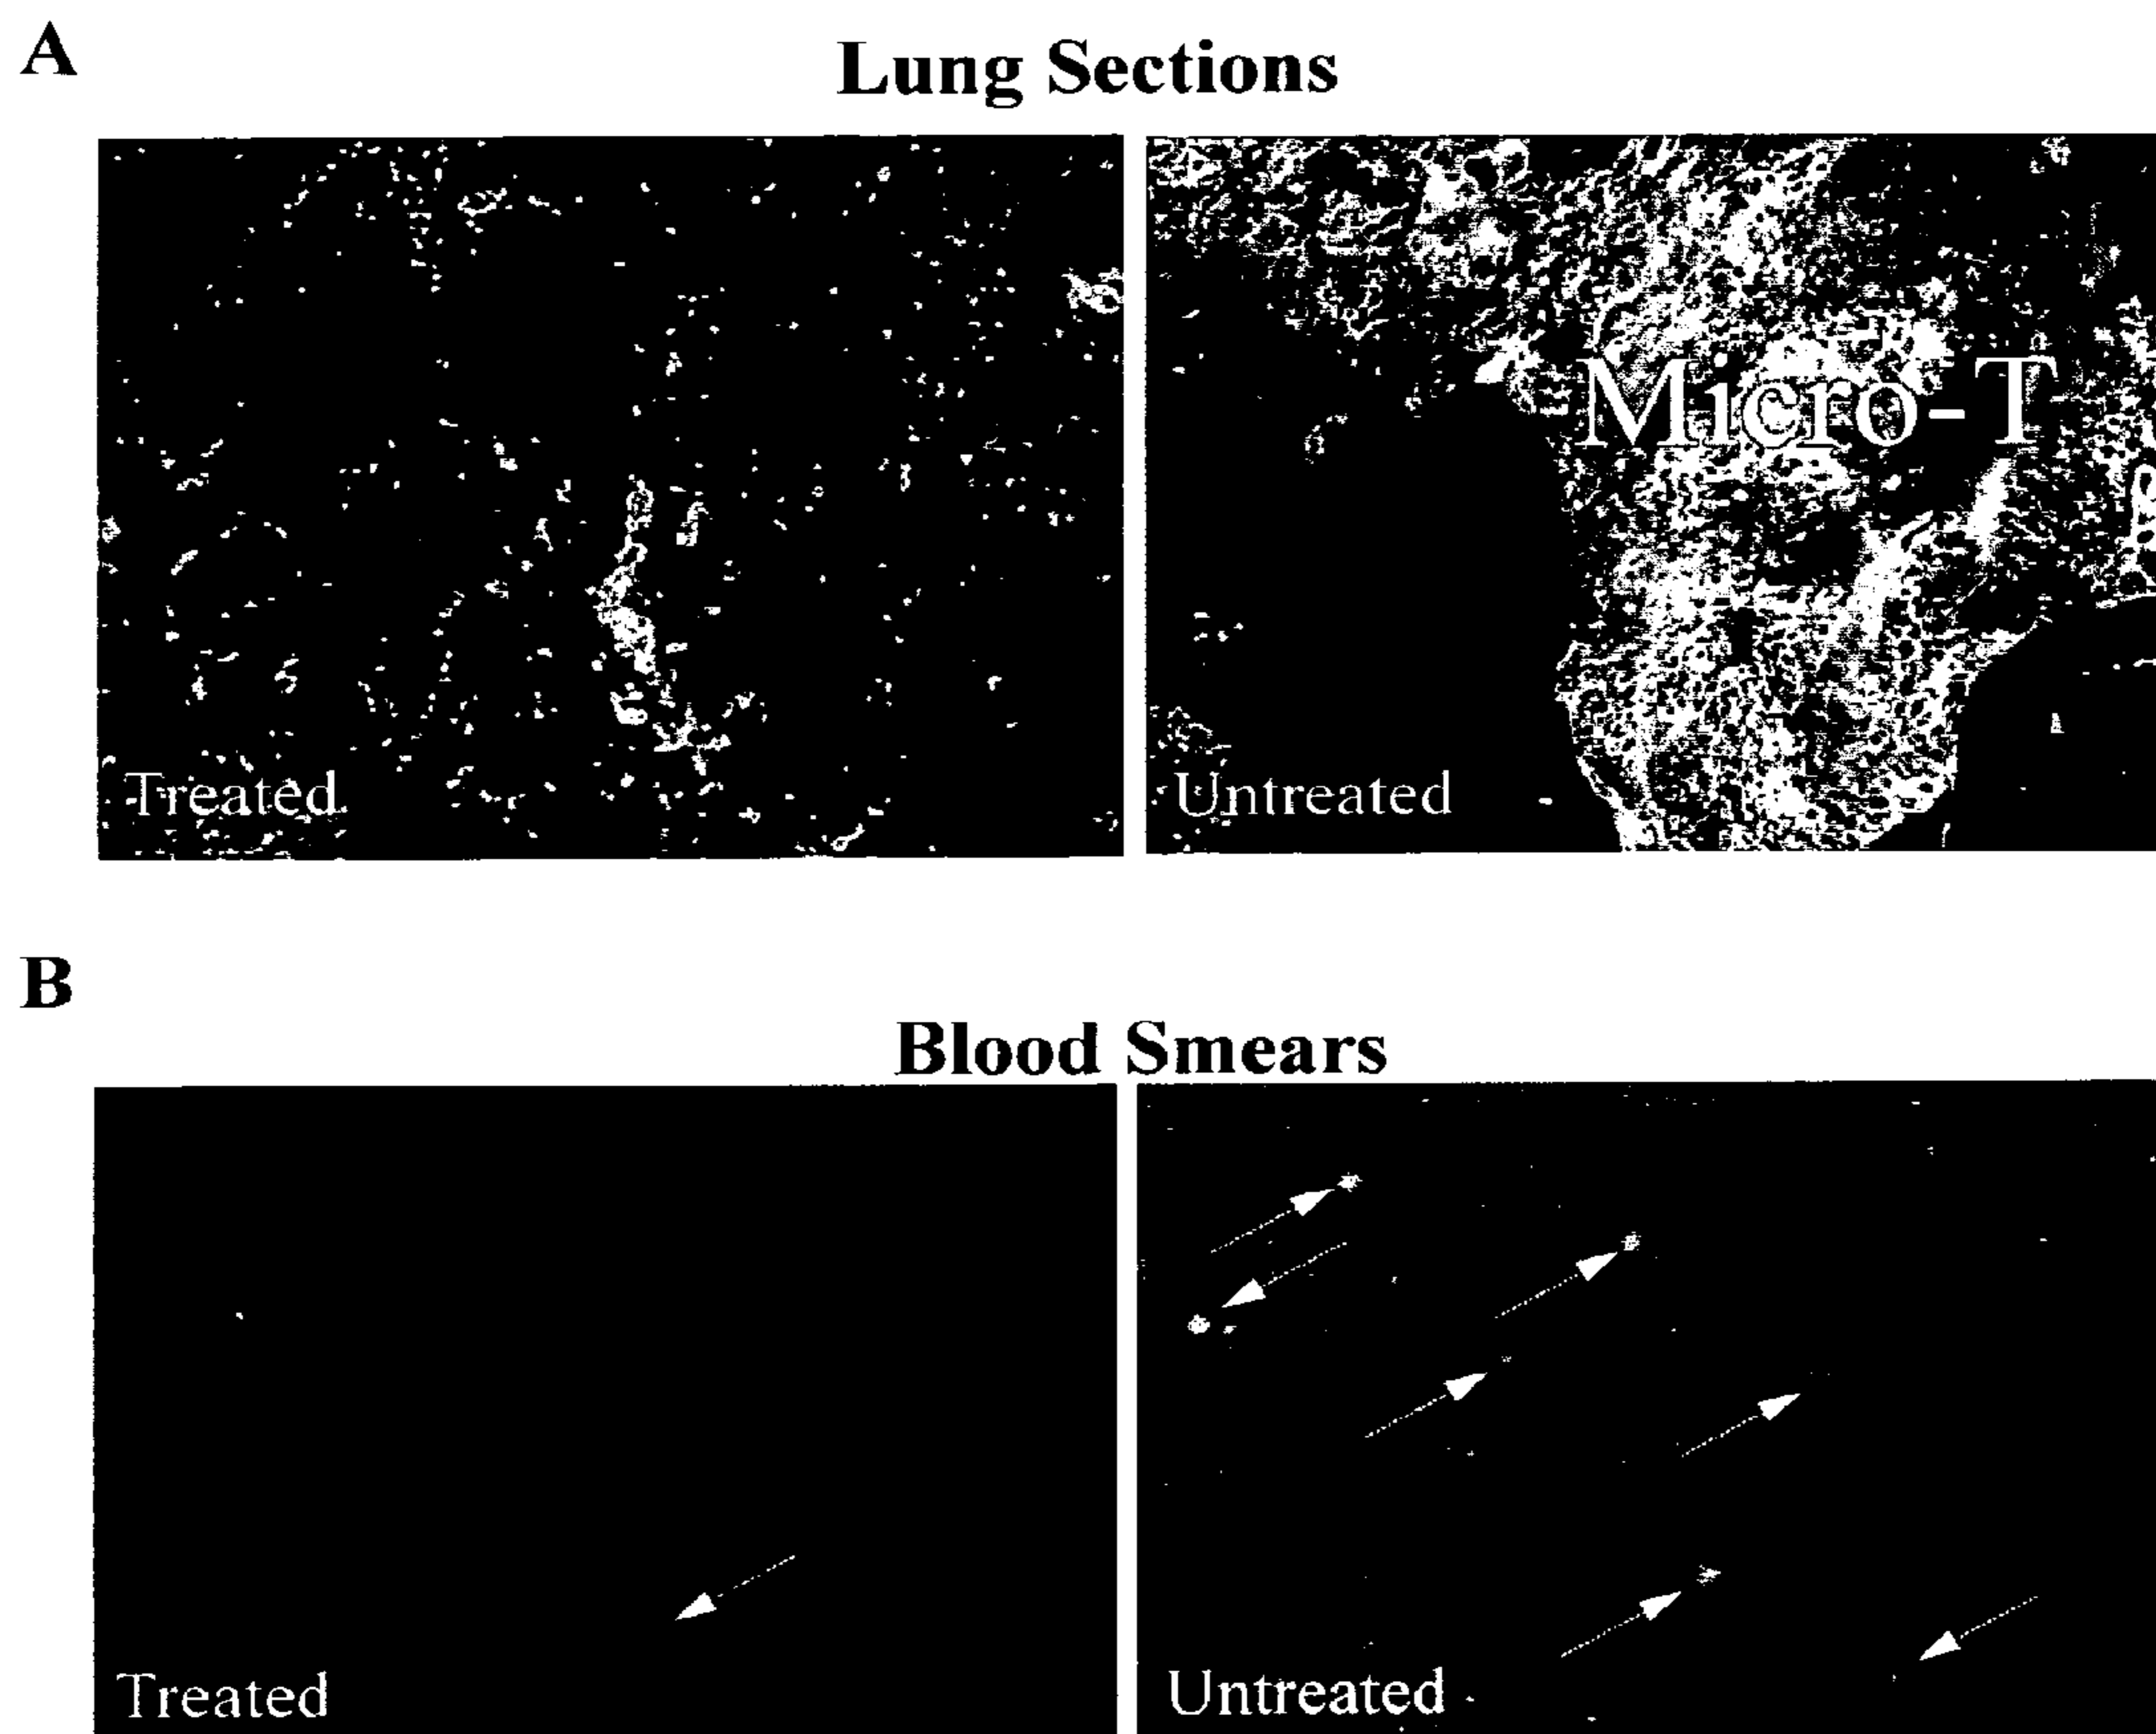 A
Lung Sections
Micro-T
Treated
Untreated
B
Blood Smears
Treated
Untreated